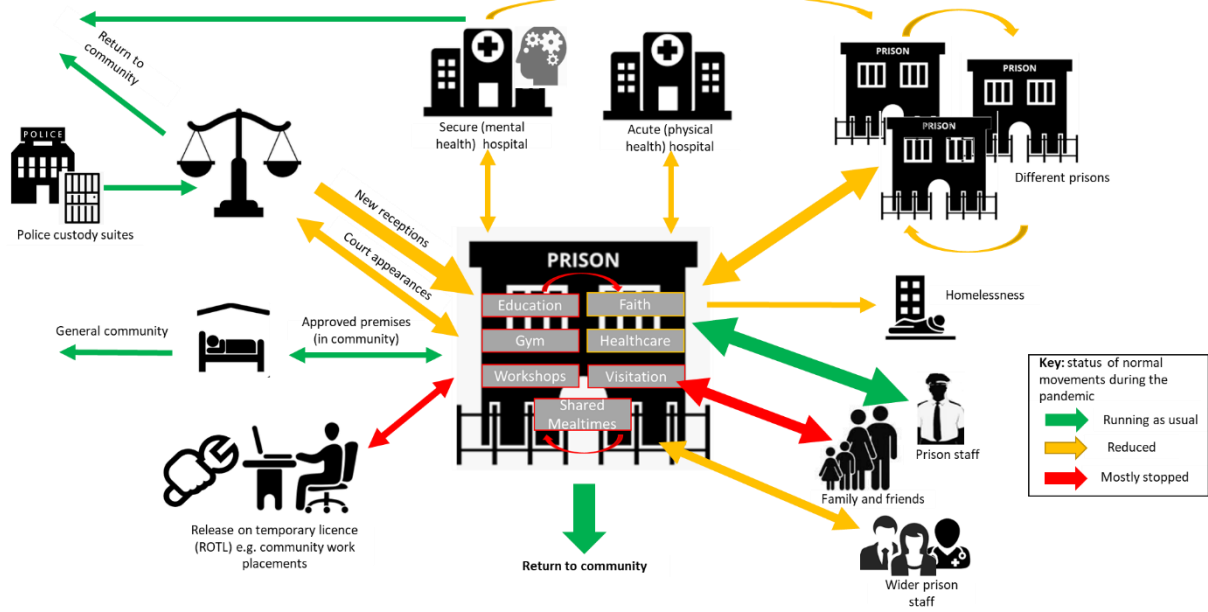 Return to
community
POLICE
Police custody suites
Secure (mental
health) hospital
Acute (physical
health) hospital
PRISON
PRISON
PRISON
Different prisons
New receptions
Court appearances
PRISON
Education
Faith
Gym
Healthcare
Workshops
Visitation
Shared
Mealtimes
Homelessness
General community
Approved premises
(in community)
Key: status of normal
movements during the
pandemic
Running as usual
Reduced
Mostly stopped
Prison staff
Family and friends
Release on temporary licence
(ROTL) e.g. community work
placements
Return to community
Wider prison
staff